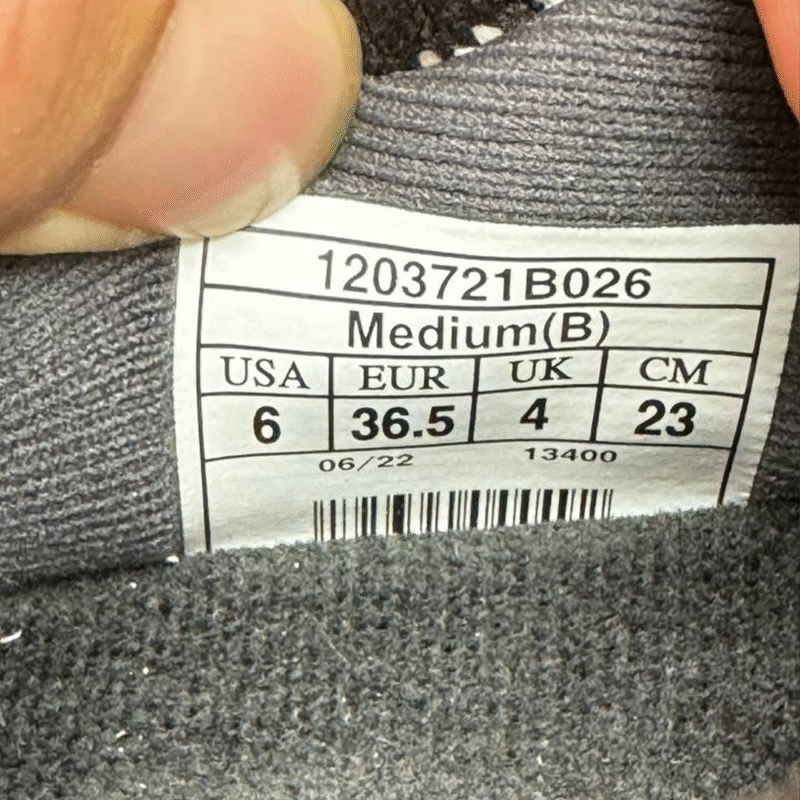 1203721B026
Medium(B)
USA EUR UK CM
6 36.5 4 23
06/22 13400